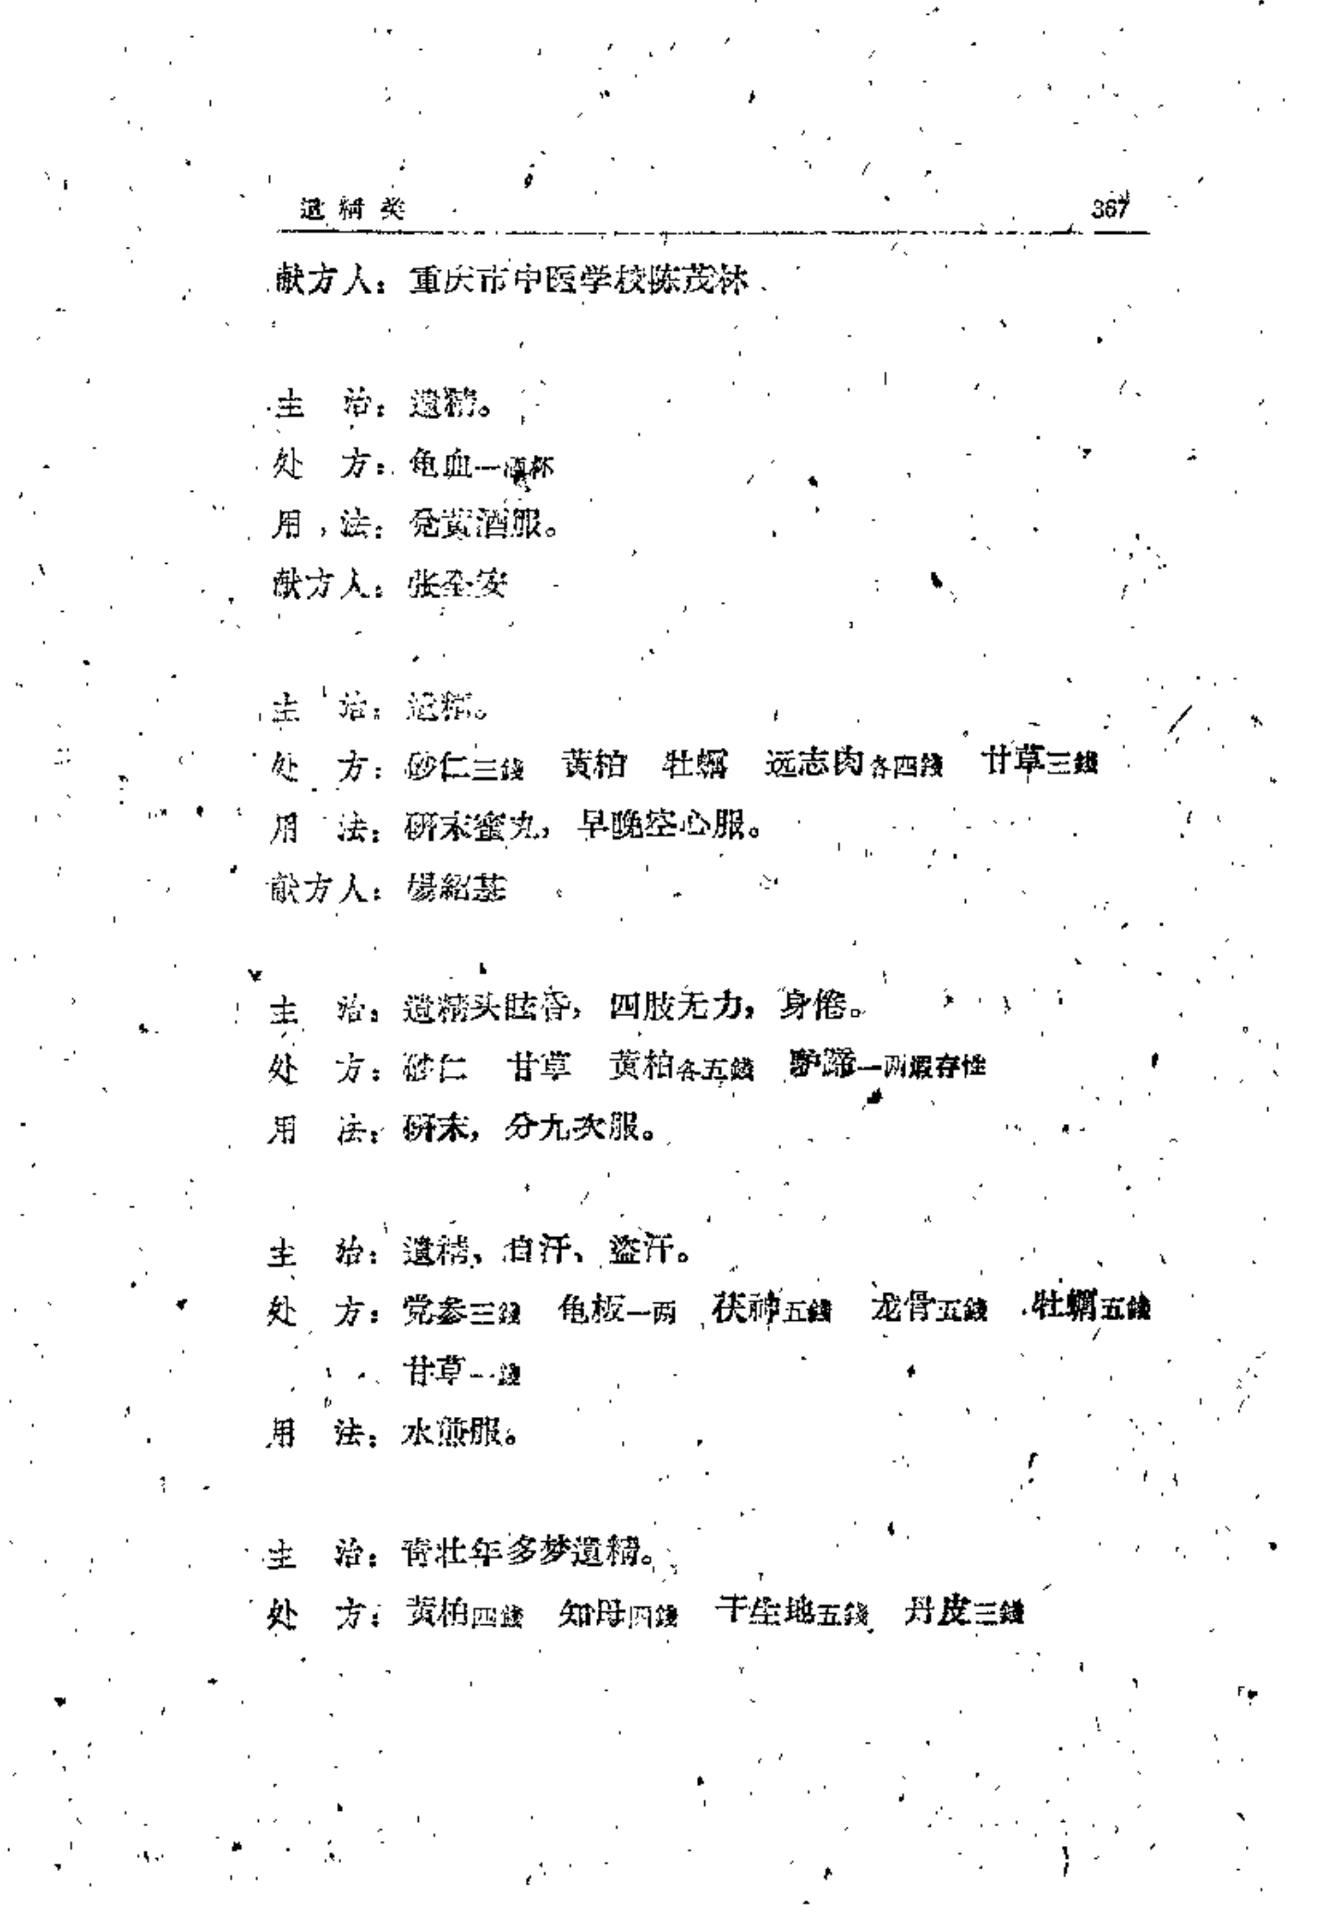 遗精类 367
献方人：重庆市中医学校陈茂林
主 治：遗精。
处 方：龟血一酒杯
用 法：兑黄酒服。
献方人：张全安
主 治：遗精。
处 方：砂仁三錢 黄柏 牡蠣 远志肉各四錢 甘草三錢
用 法：研末蜜丸，早晚空心服。
献方人：楊紹基
主 治：遗精头眩昏，四肢无力，身倦。
处 方：砂仁 甘草 黄柏各五錢 驴蹄一两煅存性
用 法：研末，分九次服。
主 治：遗精、自汗、盗汗。
处 方：党参三錢 龟板一两 茯神五錢 龙骨五錢 牡蠣五錢
甘草一錢
用 法：水煎服。
主 治：青壮年多梦遗精。
处 方：黄柏四錢 知母四錢 干生地五錢 丹皮三錢